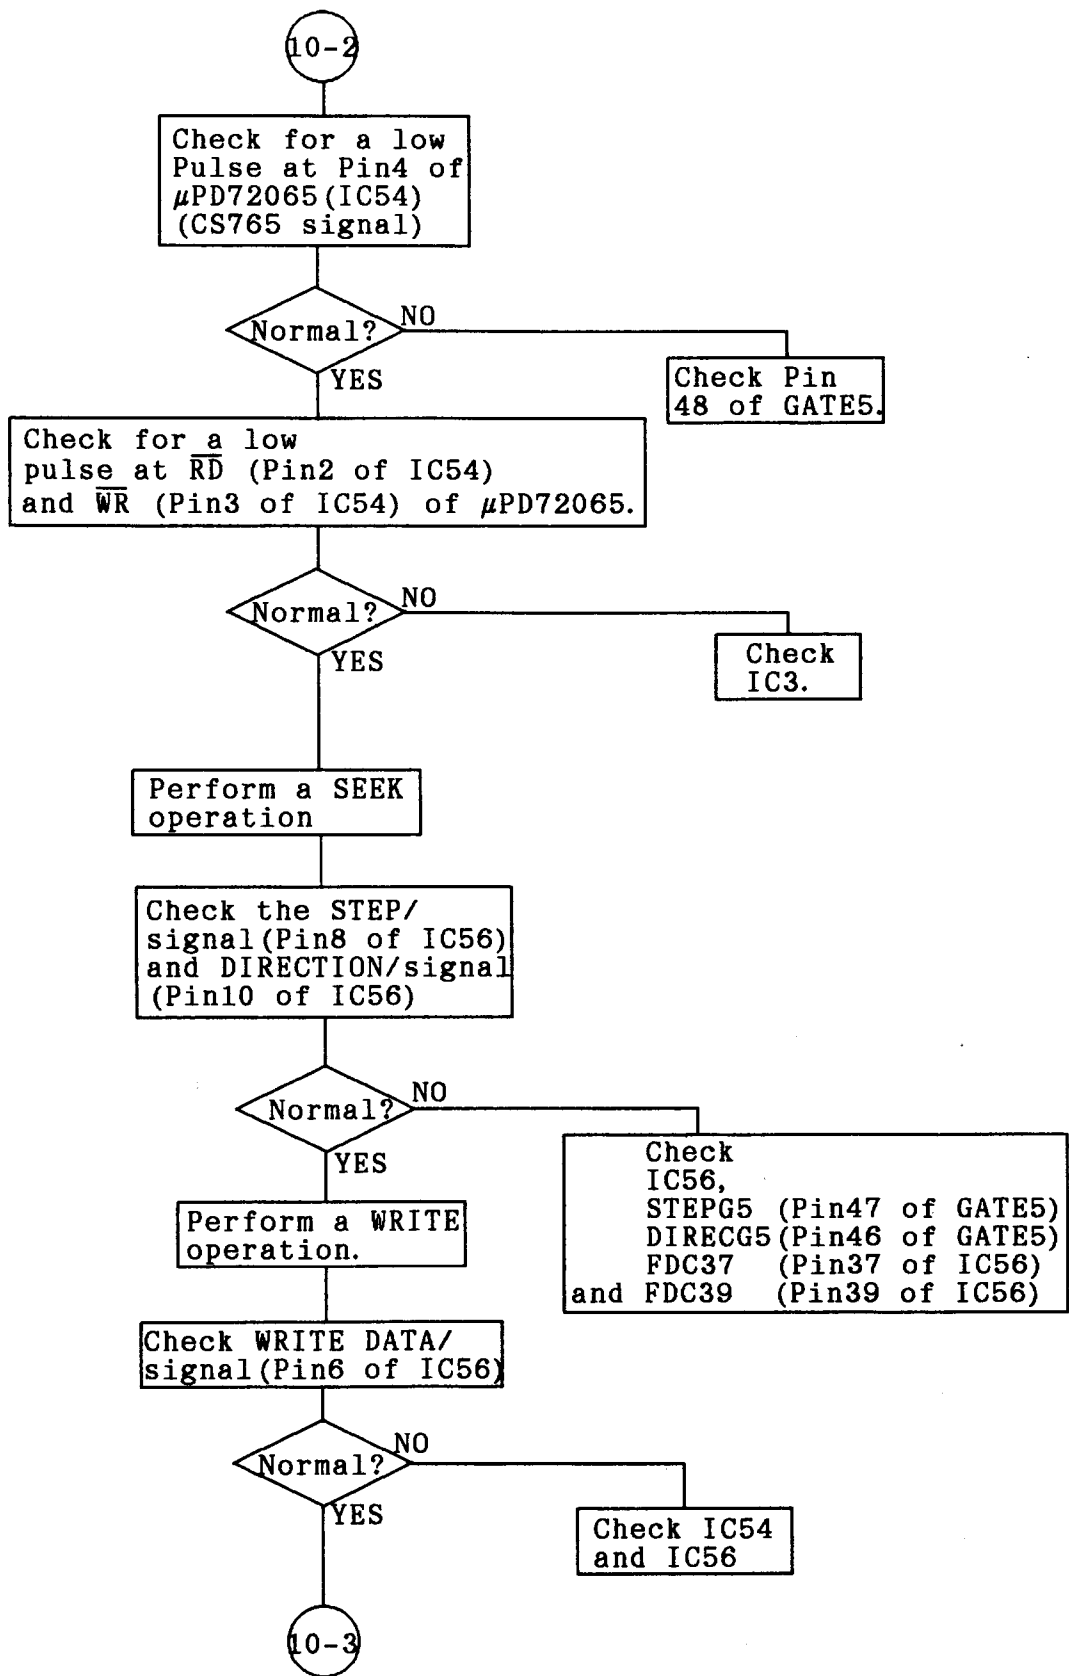 10-2
Check for a low
Pulse at Pin4 of
μPD72065(IC54)
(CS765 signal)
Normal?
NO
YES
Check Pin
48 of GATE5.
Check for a low
pulse at R̅D̅ (Pin2 of IC54)
and W̅R̅ (Pin3 of IC54) of μPD72065.
Normal?
NO
YES
Check
IC3.
Perform a SEEK
operation
Check the STEP/
signal(Pin8 of IC56)
and DIRECTION/signal
(Pin10 of IC56)
Normal?
NO
YES
Check
IC56,
STEPG5 (Pin47 of GATE5)
DIRECG5(Pin46 of GATE5)
FDC37 (Pin37 of IC56)
and FDC39 (Pin39 of IC56)
Perform a WRITE
operation.
Check WRITE DATA/
signal(Pin6 of IC56)
Normal?
NO
YES
Check IC54
and IC56
10-3